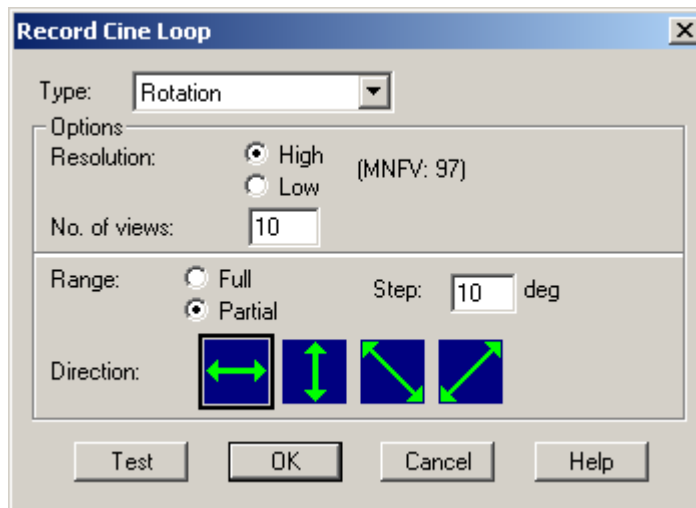 Record Cine Loop
Type: Rotation
Options
Resolution: High (MNFV: 97)
Low
No. of views: 10
Range: Full
Step: 10 deg
Partial
Direction:
Test OK Cancel Help